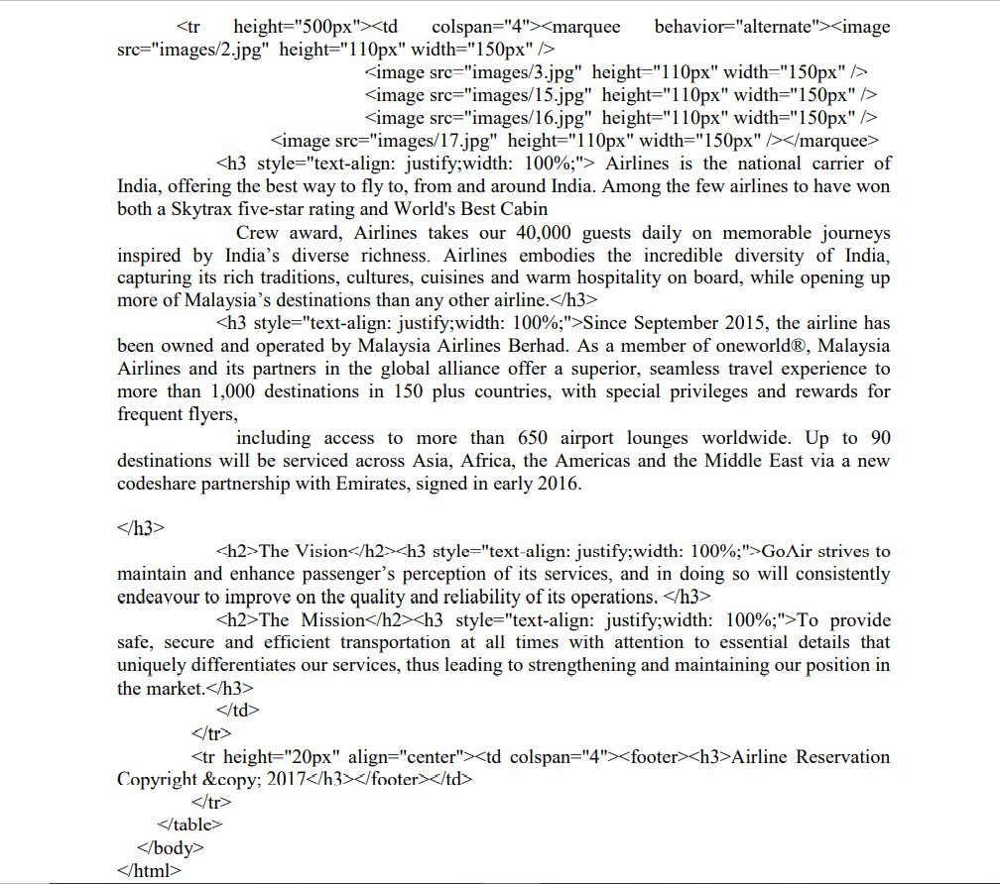 <tr height="500px"><td colspan="4"><marquee behavior="alternate"><image
src="images/2.jpg" height="110px" width="150px" />
<image src="images/3.jpg" height="110px" width="150px" />
<image src="images/15.jpg" height="110px" width="150px" />
<image src="images/16.jpg" height="110px" width="150px" />
<image src="images/17.jpg" height="110px" width="150px" /></marquee>
<h3 style="text-align: justify;width: 100%;"> Airlines is the national carrier of
India, offering the best way to fly to, from and around India. Among the few airlines to have won
both a Skytrax five-star rating and World's Best Cabin
Crew award, Airlines takes our 40,000 guests daily on memorable journeys
inspired by India’s diverse richness. Airlines embodies the incredible diversity of India,
capturing its rich traditions, cultures, cuisines and warm hospitality on board, while opening up
more of Malaysia’s destinations than any other airline.</h3>
<h3 style="text-align: justify;width: 100%;">Since September 2015, the airline has
been owned and operated by Malaysia Airlines Berhad. As a member of oneworld®, Malaysia
Airlines and its partners in the global alliance offer a superior, seamless travel experience to
more than 1,000 destinations in 150 plus countries, with special privileges and rewards for
frequent flyers,
including access to more than 650 airport lounges worldwide. Up to 90
destinations will be serviced across Asia, Africa, the Americas and the Middle East via a new
codeshare partnership with Emirates, signed in early 2016.
</h3>
<h2>The Vision</h2><h3 style="text-align: justify;width: 100%;">GoAir strives to
maintain and enhance passenger’s perception of its services, and in doing so will consistently
endeavour to improve on the quality and reliability of its operations. </h3>
<h2>The Mission</h2><h3 style="text-align: justify;width: 100%;">To provide
safe, secure and efficient transportation at all times with attention to essential details that
uniquely differentiates our services, thus leading to strengthening and maintaining our position in
the market.</h3>
</td>
</tr>
<tr height="20px" align="center"><td colspan="4"><footer><h3>Airline Reservation
Copyright &copy; 2017</h3></footer></td>
</tr>
</table>
</body>
</html>